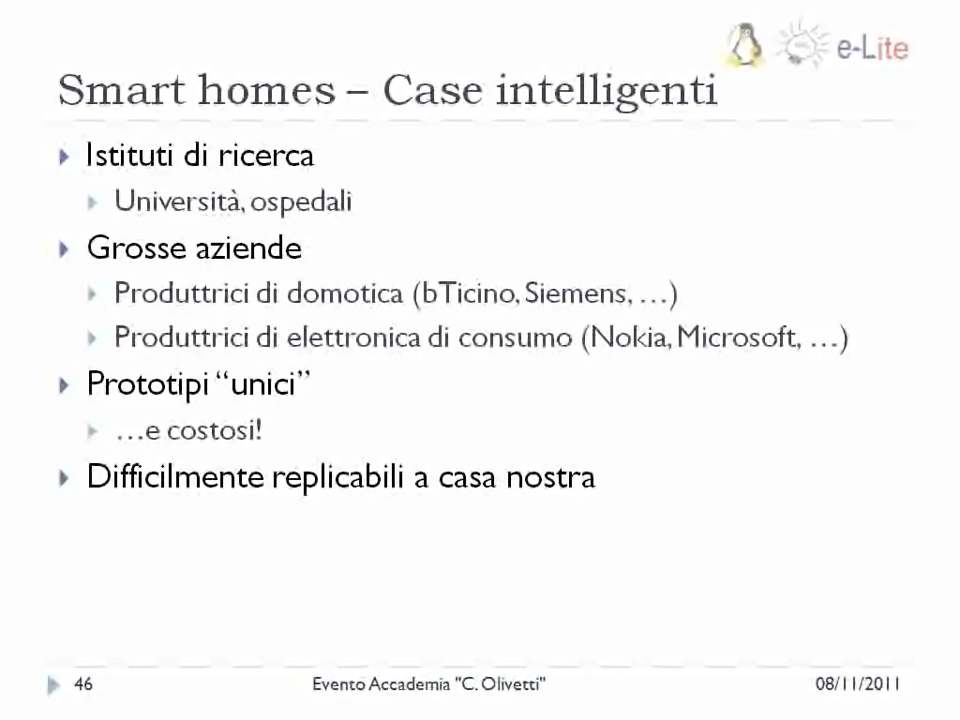 e-Lite
Smart homes – Case intelligenti
Istituti di ricerca
Università, ospedali
Grosse aziende
Produttrici di domotica (bTicino, Siemens, …)
Produttrici di elettronica di consumo (Nokia, Microsoft, …)
Prototipi “unici”
…e costosi!
Difficilmente replicabili a casa nostra
46 Evento Accademia "C. Olivetti" 08/11/2011